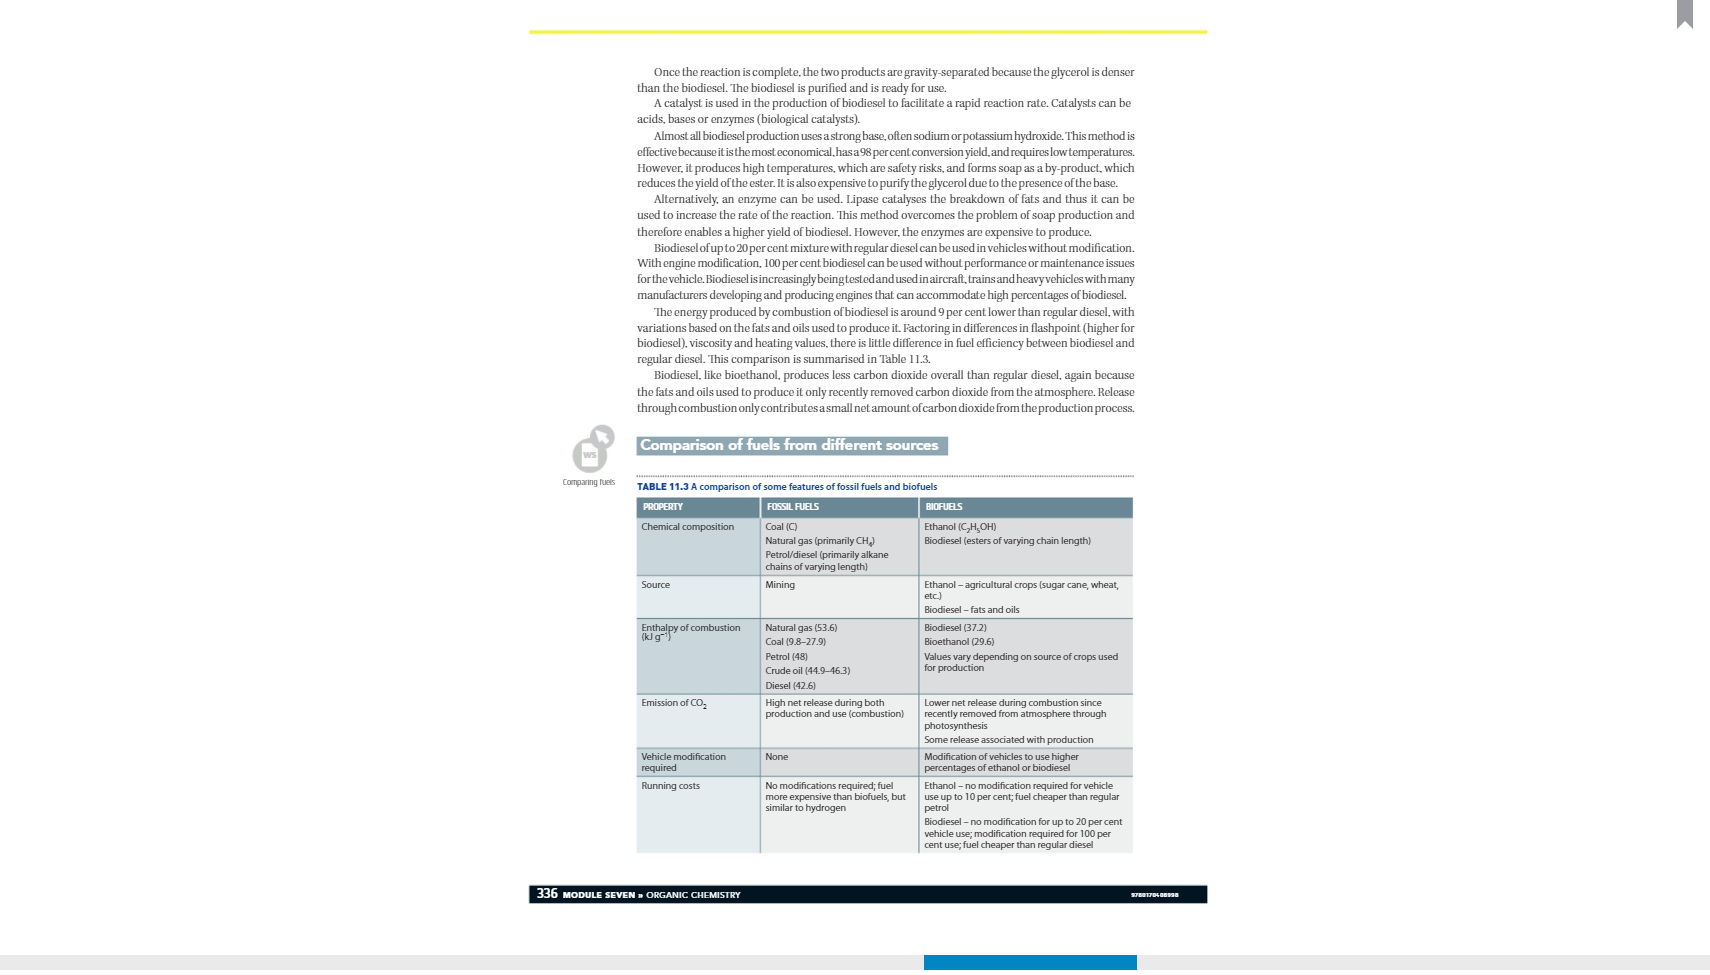 Once the reaction is complete, the two products are gravity-separated because the glycerol is denser
than the biodiesel. The biodiesel is purified and is ready for use.
A catalyst is used in the production of biodiesel to facilitate a rapid reaction rate. Catalysts can be
acids, bases or enzymes (biological catalysts).
Almost all biodiesel production uses a strong base, often sodium or potassium hydroxide. This method is
effective because it is the most economical, has a 98 per cent conversion yield, and requires low temperatures.
However, it produces high temperatures, which are safety risks, and forms soap as a by-product, which
reduces the yield of the ester. It is also expensive to purify the glycerol due to the presence of the base.
Alternatively, an enzyme can be used. Lipase catalyses the breakdown of fats and thus it can be
used to increase the rate of the reaction. This method overcomes the problem of soap production and
therefore enables a higher yield of biodiesel. However, the enzymes are expensive to produce.
Biodiesel of up to 20 per cent mixture with regular diesel can be used in vehicles without modification.
With engine modification, 100 per cent biodiesel can be used without performance or maintenance issues
for the vehicle. Biodiesel is increasingly being tested and used in aircraft, trains and heavy vehicles with many
manufacturers developing and producing engines that can accommodate high percentages of biodiesel.
The energy produced by combustion of biodiesel is around 9 per cent lower than regular diesel, with
variations based on the fats and oils used to produce it. Factoring in differences in flashpoint (higher for
biodiesel), viscosity and heating values, there is little difference in fuel efficiency between biodiesel and
regular diesel. This comparison is summarised in Table 11.3.
Biodiesel, like bioethanol, produces less carbon dioxide overall than regular diesel, again because
the fats and oils used to produce it only recently removed carbon dioxide from the atmosphere. Release
through combustion only contributes a small net amount of carbon dioxide from the production process.
WS
Comparing fuels
Comparison of fuels from different sources
TABLE 11.3 A comparison of some features of fossil fuels and biofuels
PROPERTY FOSSIL FUELS BIOFUELS
Chemical composition
Coal (C)
Natural gas (primarily CH₄)
Petrol/diesel (primarily alkane
chains of varying length)
Ethanol (C₂H₅OH)
Biodiesel (esters of varying chain length)
Source
Mining
Ethanol – agricultural crops (sugar cane, wheat,
etc.)
Biodiesel – fats and oils
Enthalpy of combustion
(kJ g⁻¹)
Natural gas (53.6)
Coal (9.8–27.9)
Petrol (48)
Crude oil (44.9–46.3)
Diesel (42.6)
Biodiesel (37.2)
Bioethanol (29.6)
Values vary depending on source of crops used
for production
Emission of CO₂
High net release during both
production and use (combustion)
Lower net release during combustion since
recently removed from atmosphere through
photosynthesis
Some release associated with production
Vehicle modification
required
None
Modification of vehicles to use higher
percentages of ethanol or biodiesel
Running costs
No modifications required; fuel
more expensive than biofuels, but
similar to hydrogen
Ethanol – no modification required for vehicle
use up to 10 per cent; fuel cheaper than regular
petrol
Biodiesel – no modification for up to 20 per cent
vehicle use; modification required for 100 per
cent use; fuel cheaper than regular diesel
336 MODULE SEVEN » ORGANIC CHEMISTRY
9780170408998